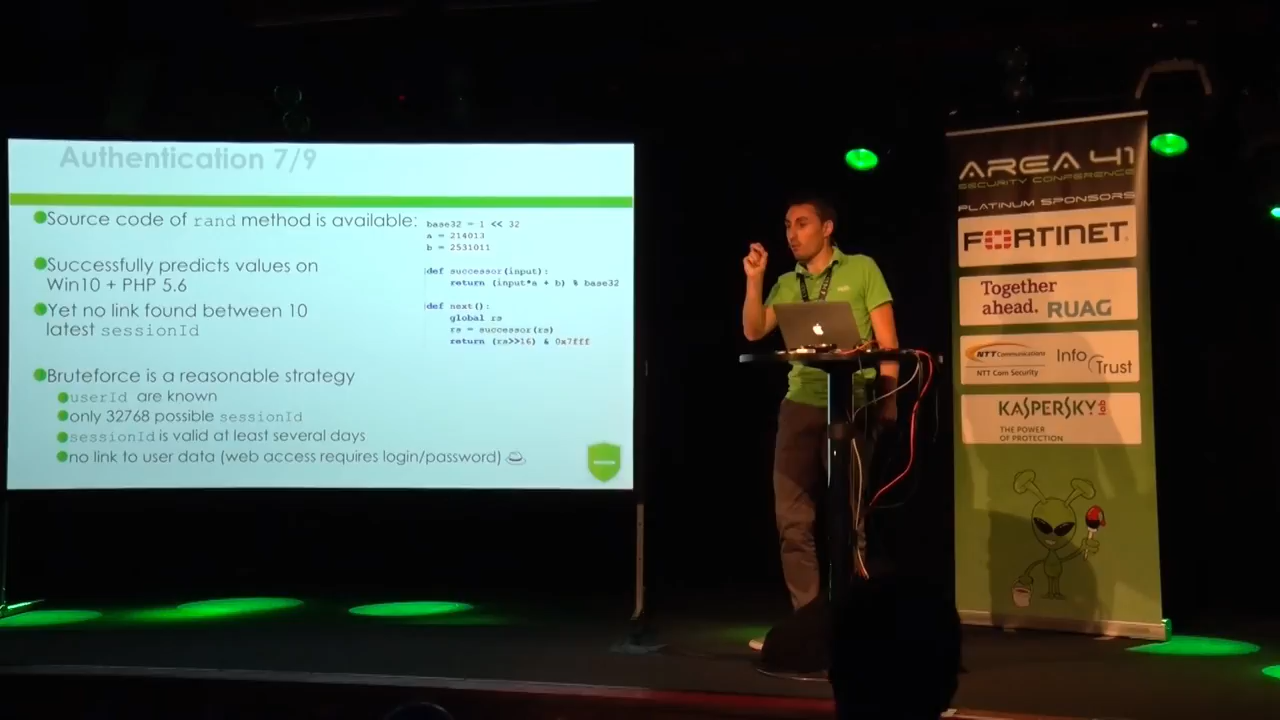 Authentication 7/9
Source code of rand method is available:
base32 = 1 << 32
a = 214013
b = 2531011
def successor(input):
return (input*a + b) % base32
def next():
global rs
rs = successor(rs)
return (rs>>16) & 0x7fff
Successfully predicts values on
Win10 + PHP 5.6
Yet no link found between 10
latest sessionId
Bruteforce is a reasonable strategy
userId are known
only 32768 possible sessionId
sessionId is valid at least several days
no link to user data (web access requires login/password)
AREA 41
SECURITY CONFERENCE
PLATINUM SPONSORS
FORTINET
Together
ahead. RUAG
NTT Communications
NTT Com Security
Info Trust
KASPERSKY lab
THE POWER
OF PROTECTION